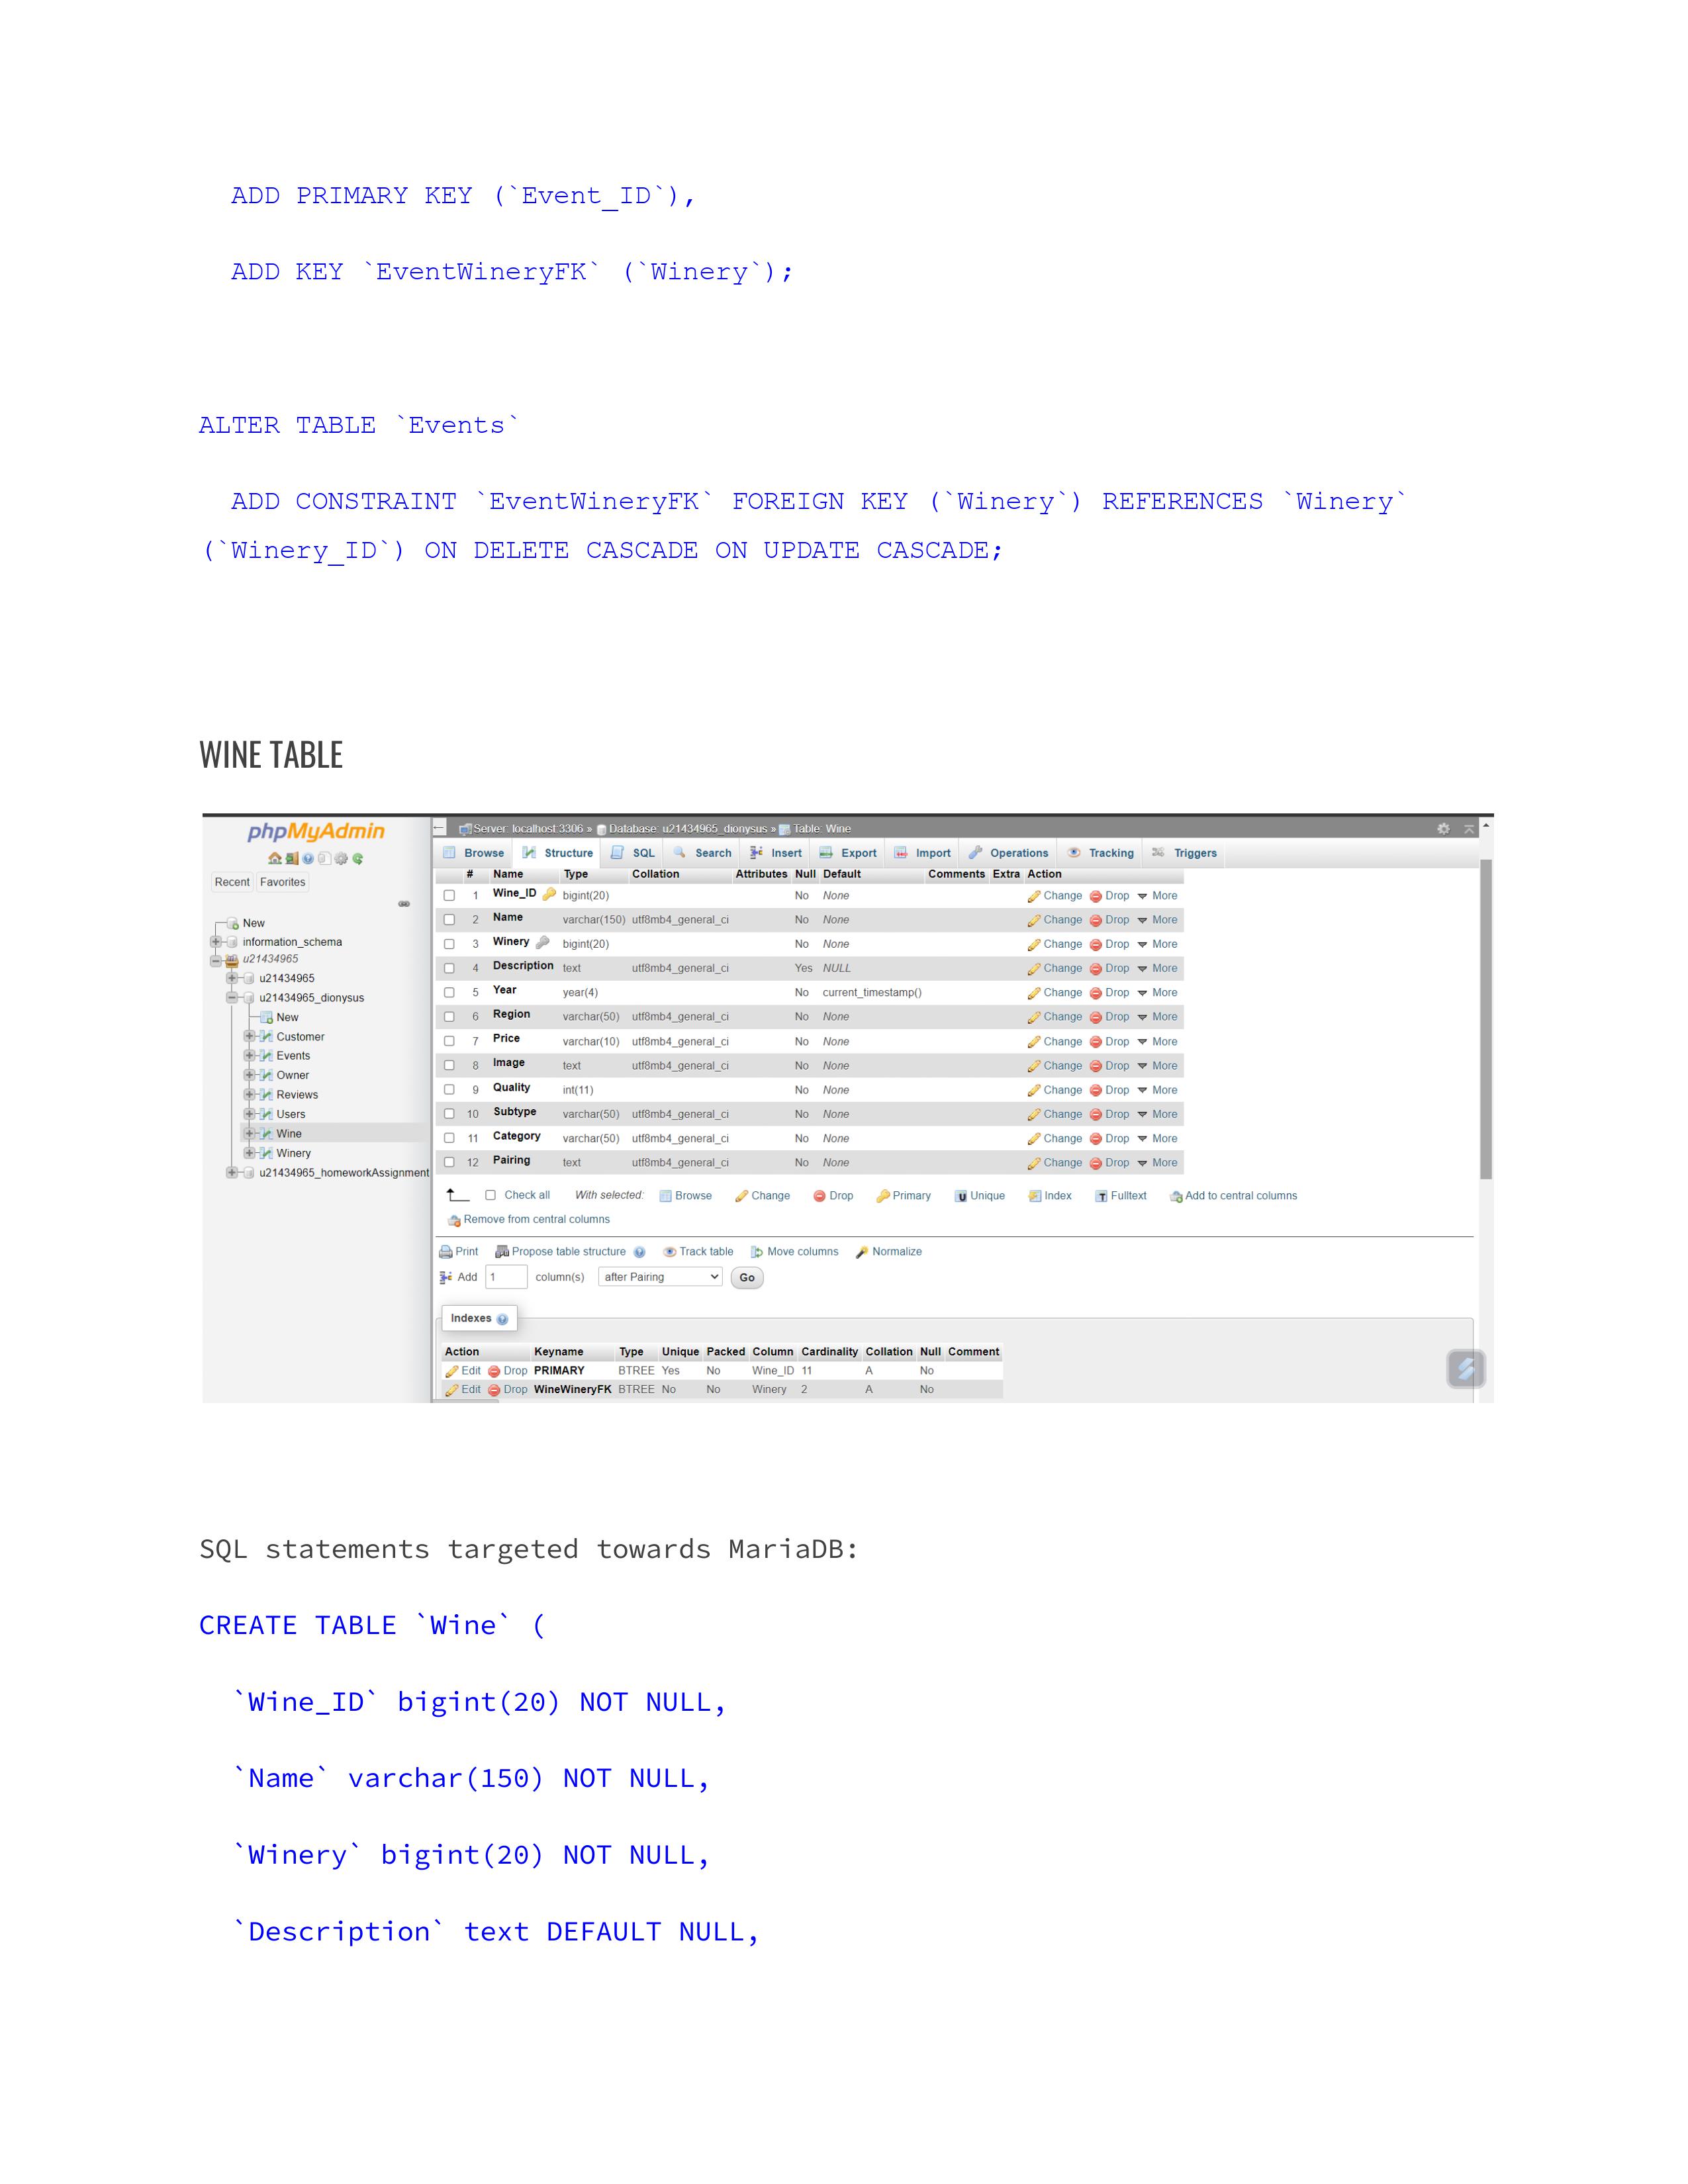 ADD PRIMARY KEY (`Event_ID`),
ADD KEY `EventWineryFK` (`Winery`);
ALTER TABLE `Events`
ADD CONSTRAINT `EventWineryFK` FOREIGN KEY (`Winery`) REFERENCES `Winery`
(`Winery_ID`) ON DELETE CASCADE ON UPDATE CASCADE;
WINE TABLE
phpMyAdmin
Recent Favorites
New
information_schema
u21434965
u21434965
u21434965_dionysus
New
Customer
Events
Owner
Reviews
Users
Wine
Winery
u21434965_homeworkAssignment
Server: localhost:3306 » Database: u21434965_dionysus » Table: Wine
Browse Structure SQL Search Insert Export Import Operations Tracking Triggers
# Name Type Collation Attributes Null Default Comments Extra Action
1 Wine_ID bigint(20) No None Change Drop More
2 Name varchar(150) utf8mb4_general_ci No None Change Drop More
3 Winery bigint(20) No None Change Drop More
4 Description text utf8mb4_general_ci Yes NULL Change Drop More
5 Year year(4) No current_timestamp() Change Drop More
6 Region varchar(50) utf8mb4_general_ci No None Change Drop More
7 Price varchar(10) utf8mb4_general_ci No None Change Drop More
8 Image text utf8mb4_general_ci No None Change Drop More
9 Quality int(11) No None Change Drop More
10 Subtype varchar(50) utf8mb4_general_ci No None Change Drop More
11 Category varchar(50) utf8mb4_general_ci No None Change Drop More
12 Pairing text utf8mb4_general_ci No None Change Drop More
Check all With selected: Browse Change Drop Primary Unique Index Fulltext Add to central columns
Remove from central columns
Print Propose table structure Track table Move columns Normalize
Add 1 column(s) after Pairing Go
Indexes
Action Keyname Type Unique Packed Column Cardinality Collation Null Comment
Edit Drop PRIMARY BTREE Yes No Wine_ID 11 A No
Edit Drop WineWineryFK BTREE No No Winery 2 A No
SQL statements targeted towards MariaDB:
CREATE TABLE `Wine` (
`Wine_ID` bigint(20) NOT NULL,
`Name` varchar(150) NOT NULL,
`Winery` bigint(20) NOT NULL,
`Description` text DEFAULT NULL,